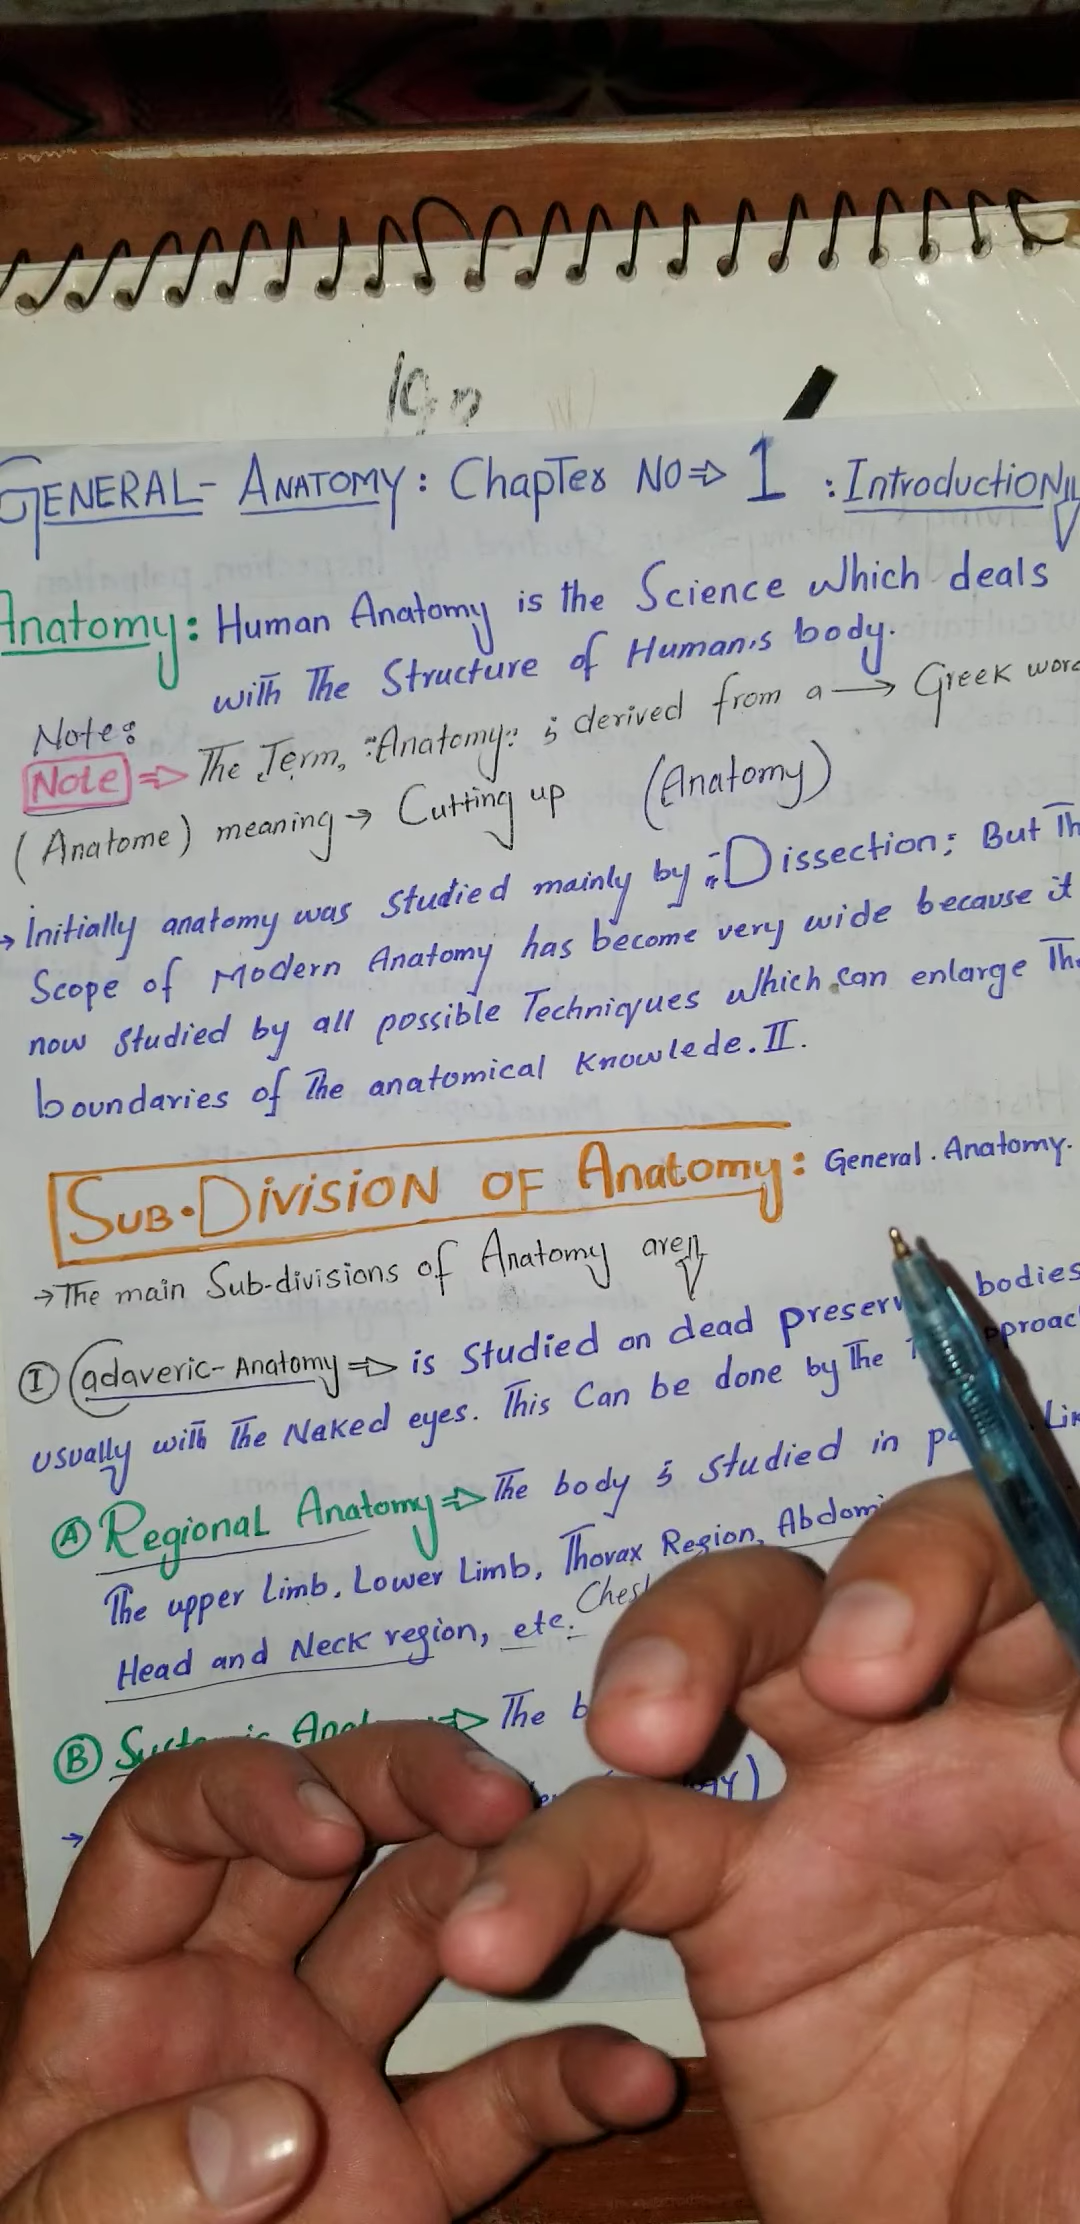 GENERAL- ANATOMY: Chapter NO⇒ 1 : Introduction
Anatomy: Human Anatomy is the Science which deals
with The Structure of Human's body.
Note:
Note ⇒ The Term, "Anatomy" is derived from a → Greek word
(Anatome) meaning → Cutting up (Anatomy)
→ Initially anatomy was studied mainly by "Dissection; But Th
Scope of Modern Anatomy has become very wide because it
now studied by all possible Techniques which can enlarge The
boundaries of The anatomical Knowlede.II.
SUB-DIVISION OF Anatomy: General . Anatomy.
→ The main Sub-divisions of Anatomy are
I Cadaveric-Anatomy ⇒ is studied on dead preserv bodies
usually with The Naked eyes. This Can be done by The
A Regional Anatomy ⇒ The body is studied in
The upper Limb, Lower Limb, Thorax Region, Abdomi
Chest
Head and Neck region, etc.
B ⇒ The b
→